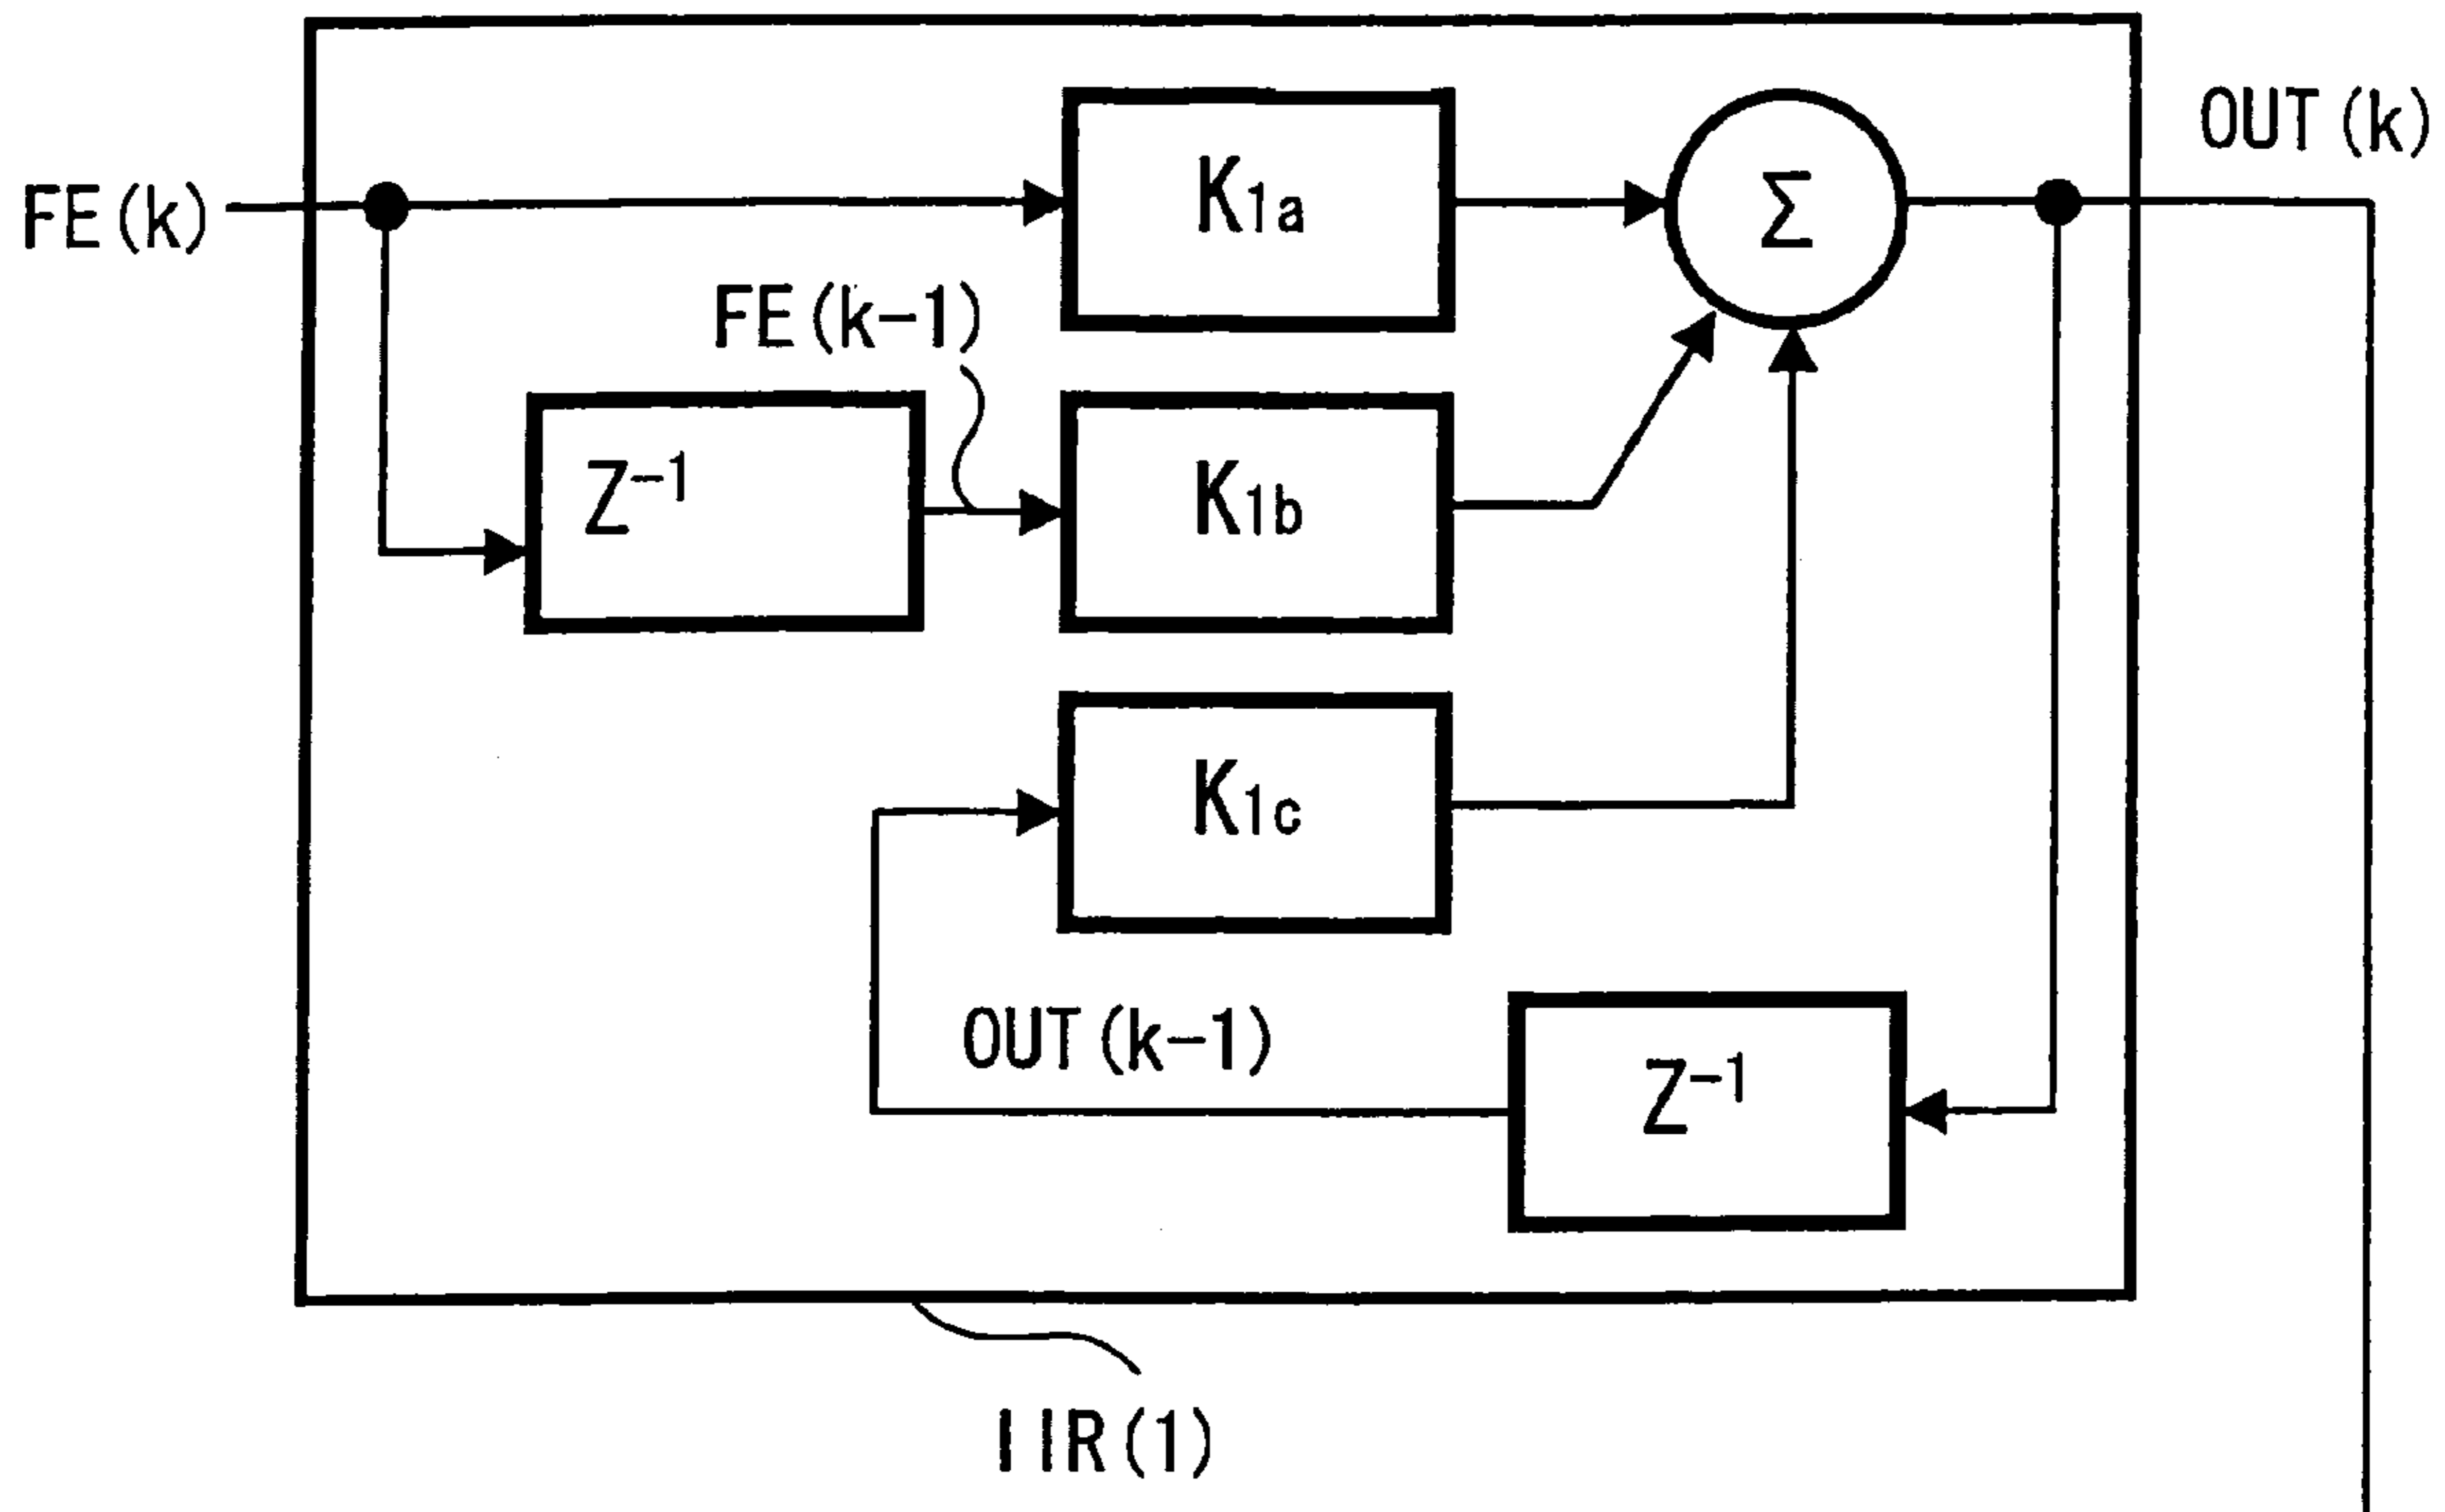 OUT(k)
FE(k)
K1a
Σ
FE(k-1)
Z-1
K1b
K1c
OUT(k-1)
Z-1
IIR(1)